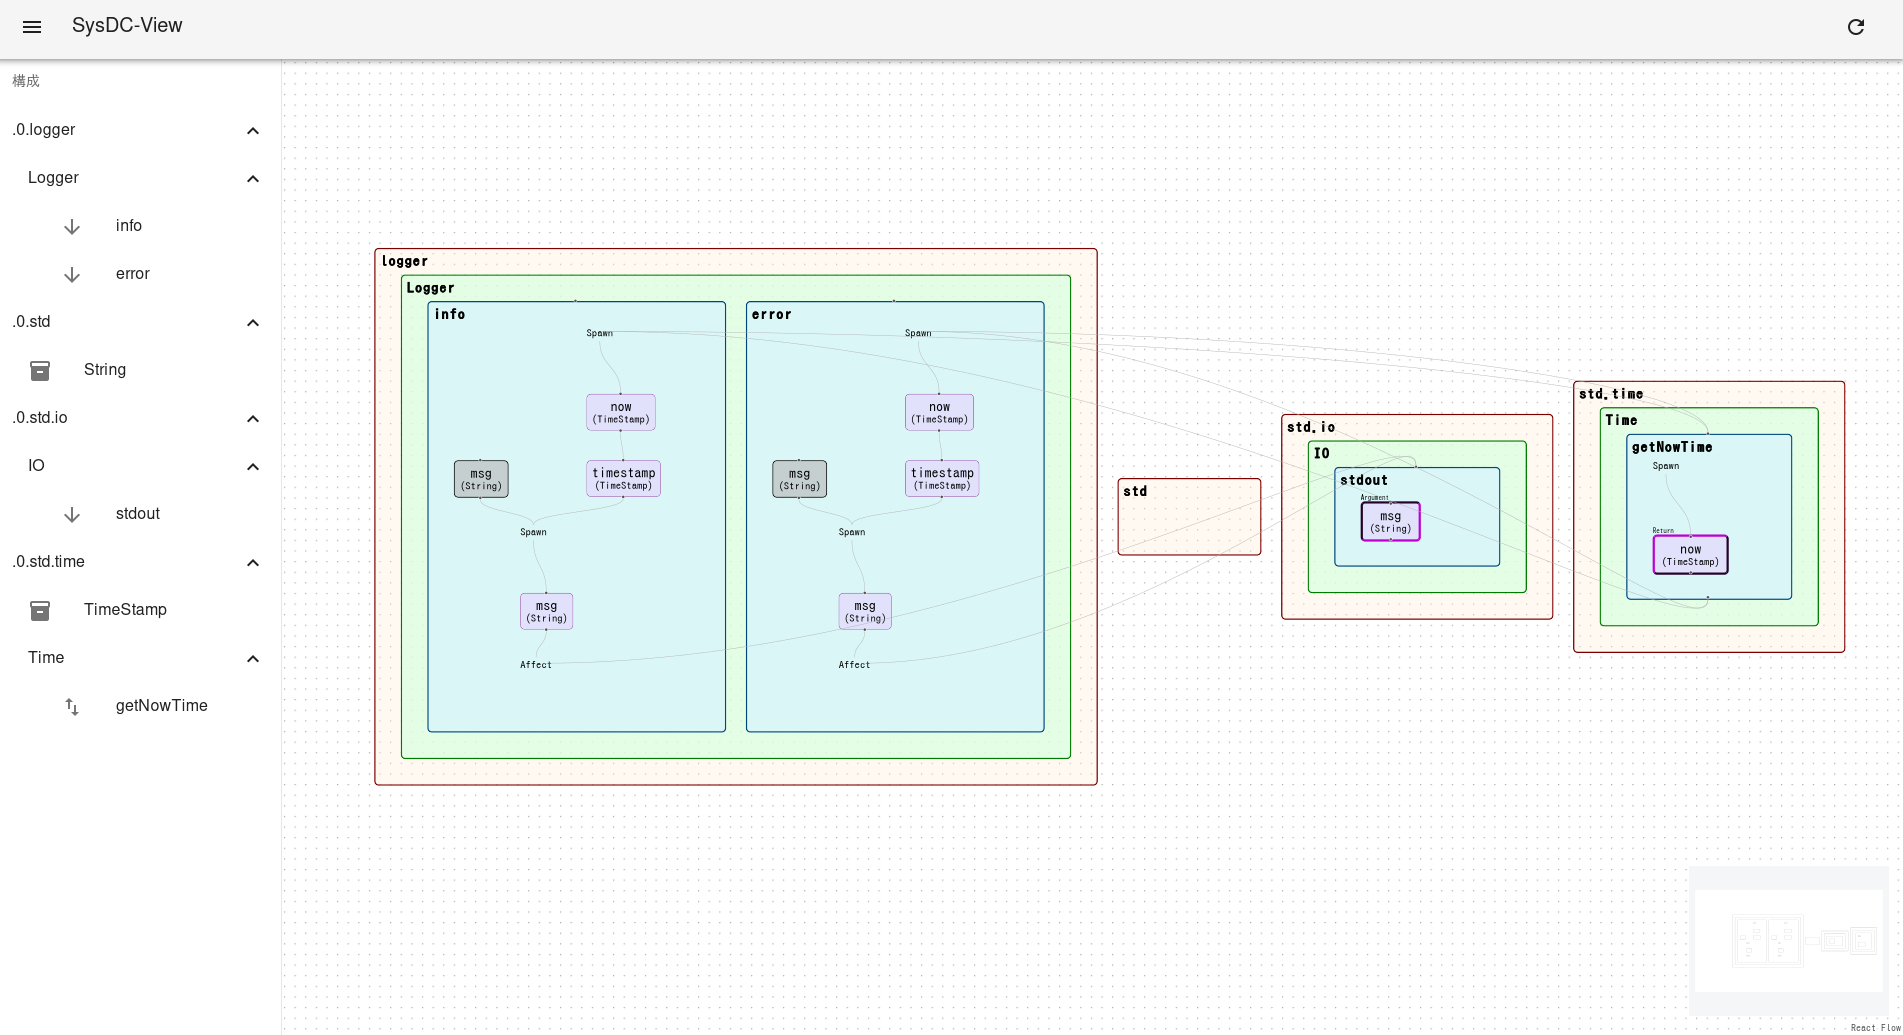 SysDC-View
構成
.0.logger
Logger
info
error
.0.std
String
.0.std.io
IO
stdout
.0.std.time
TimeStamp
Time
getNowTime
logger
Logger
info
Spawn
now
(TimeStamp)
msg
(String)
timestamp
(TimeStamp)
Spawn
msg
(String)
Affect
error
Spawn
now
(TimeStamp)
msg
(String)
timestamp
(TimeStamp)
Spawn
msg
(String)
Affect
std
std.io
IO
stdout
Argument
msg
(String)
std.time
Time
getNowTime
Spawn
Return
now
(TimeStamp)
React Flow